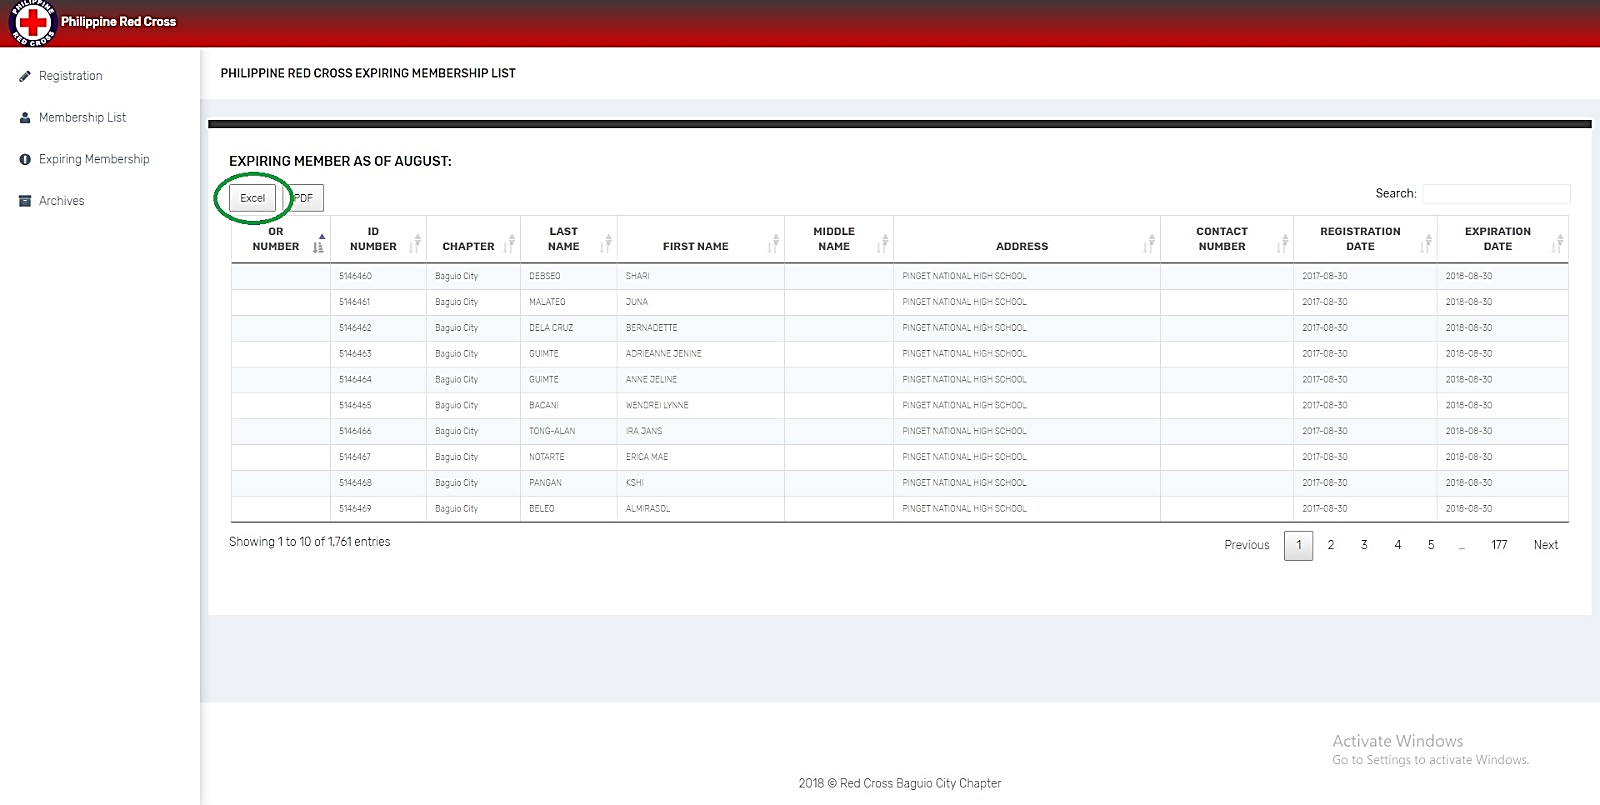 PHILIPPINE
RED CROSS
Philippine Red Cross
Registration
Membership List
Expiring Membership
Archives
PHILIPPINE RED CROSS EXPIRING MEMBERSHIP LIST
EXPIRING MEMBER AS OF AUGUST:
Excel PDF Search:
OR NUMBER ID NUMBER CHAPTER LAST NAME FIRST NAME MIDDLE NAME ADDRESS CONTACT NUMBER REGISTRATION DATE EXPIRATION DATE
5146460 Baguio City DEBSEO SHARI PINGET NATIONAL HIGH SCHOOL 2017-08-30 2018-08-30
5146461 Baguio City MALATEO JUNA PINGET NATIONAL HIGH SCHOOL 2017-08-30 2018-08-30
5146462 Baguio City DELA CRUZ BERNADETTE PINGET NATIONAL HIGH SCHOOL 2017-08-30 2018-08-30
5146463 Baguio City GUIMTE ADRIEANNE JENINE PINGET NATIONAL HIGH SCHOOL 2017-08-30 2018-08-30
5146464 Baguio City GUIMTE ANNE JELINE PINGET NATIONAL HIGH SCHOOL 2017-08-30 2018-08-30
5146465 Baguio City BACANI WENDREI LYNNE PINGET NATIONAL HIGH SCHOOL 2017-08-30 2018-08-30
5146466 Baguio City TONG-ALAN IRA JANS PINGET NATIONAL HIGH SCHOOL 2017-08-30 2018-08-30
5146467 Baguio City NOTARTE ERICA MAE PINGET NATIONAL HIGH SCHOOL 2017-08-30 2018-08-30
5146468 Baguio City PANGAN KSHI PINGET NATIONAL HIGH SCHOOL 2017-08-30 2018-08-30
5146469 Baguio City BELEO ALMIRASOL PINGET NATIONAL HIGH SCHOOL 2017-08-30 2018-08-30
Showing 1 to 10 of 1,761 entries
Previous 1 2 3 4 5 ... 177 Next
Activate Windows
Go to Settings to activate Windows.
2018 © Red Cross Baguio City Chapter